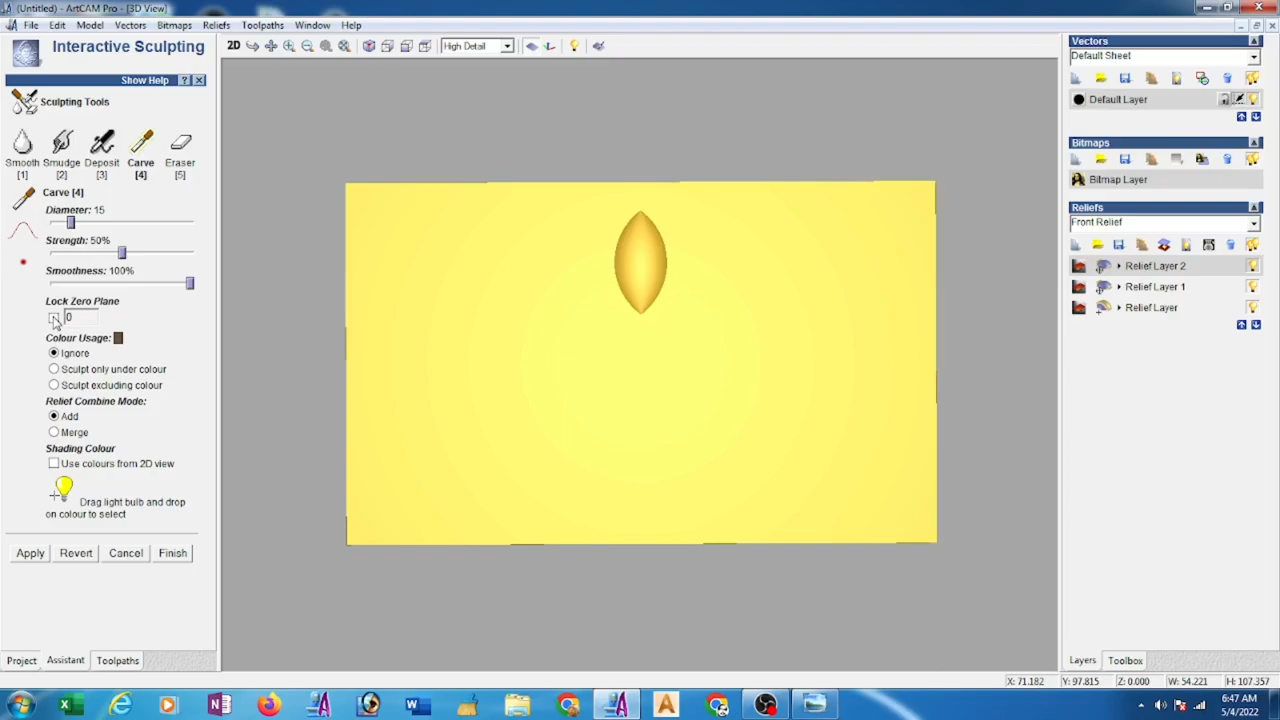 (Untitled) - ArtCAM Pro - [3D View]
File Edit Model Vectors Bitmaps Reliefs Toolpaths Window Help
Interactive Sculpting
2D
High Detail
Show Help ?
Sculpting Tools
Smooth Smudge Deposit Carve Eraser
[1] [2] [3] [4] [5]
Carve [4]
Diameter: 15
Strength: 50%
Smoothness: 100%
Lock Zero Plane
0
Colour Usage:
Ignore
Sculpt only under colour
Sculpt excluding colour
Relief Combine Mode:
Add
Merge
Shading Colour
Use colours from 2D view
Drag light bulb and drop
on colour to select
Apply Revert Cancel Finish
Project Assistant Toolpaths
Vectors
Default Sheet
Default Layer
Bitmaps
Bitmap Layer
Reliefs
Front Relief
Relief Layer 2
Relief Layer 1
Relief Layer
Layers Toolbox
X: 71.182 Y: 97.815 Z: 0.000 W: 54.221 H: 107.357
6:47 AM
5/4/2022